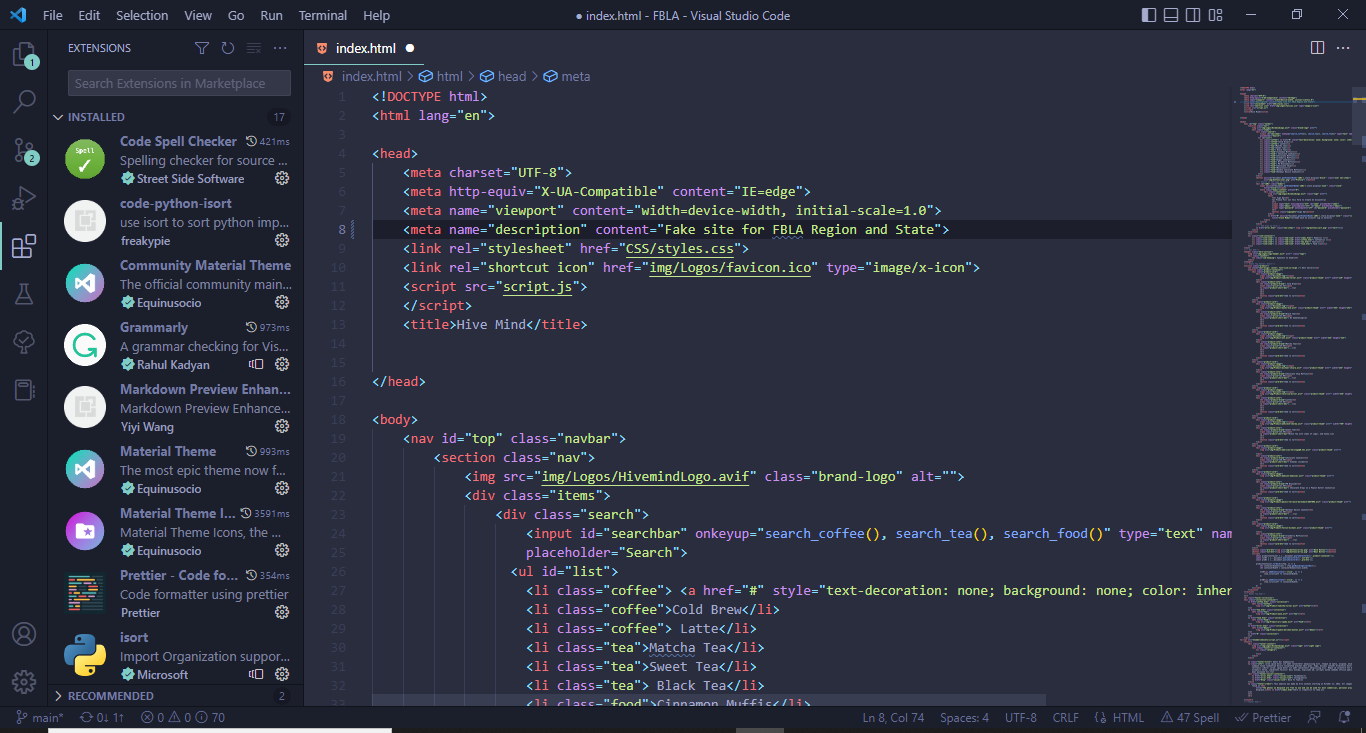 File Edit Selection View Go Run Terminal Help
● index.html - FBLA - Visual Studio Code
EXTENSIONS
Search Extensions in Marketplace
INSTALLED 17
Code Spell Checker 421ms
Spelling checker for source ...
Street Side Software
code-python-isort
use isort to sort python imp...
freakypie
Community Material Theme
The official community main...
Equinusocio
Grammarly 973ms
A grammar checking for Vis...
Rahul Kadyan
Markdown Preview Enhan...
Markdown Preview Enhance...
Yiyi Wang
Material Theme 993ms
The most epic theme now f...
Equinusocio
Material Theme I... 3591ms
Material Theme Icons, the ...
Equinusocio
Prettier - Code fo... 354ms
Code formatter using prettier
Prettier
isort
Import Organization suppor...
Microsoft
RECOMMENDED 2
1
2
Spell
index.html ●
index.html > html > head > meta
1 <!DOCTYPE html>
2 <html lang="en">
3
4 <head>
5 <meta charset="UTF-8">
6 <meta http-equiv="X-UA-Compatible" content="IE=edge">
7 <meta name="viewport" content="width=device-width, initial-scale=1.0">
8 <meta name="description" content="Fake site for FBLA Region and State">
9 <link rel="stylesheet" href="CSS/styles.css">
10 <link rel="shortcut icon" href="img/Logos/favicon.ico" type="image/x-icon">
11 <script src="script.js">
12 </script>
13 <title>Hive Mind</title>
14
15
16 </head>
17
18 <body>
19 <nav id="top" class="navbar">
20 <section class="nav">
21 <img src="img/Logos/HivemindLogo.avif" class="brand-logo" alt="">
22 <div class="items">
23 <div class="search">
24 <input id="searchbar" onkeyup="search_coffee(), search_tea(), search_food()" type="text" nam
25 placeholder="Search">
26 <ul id="list">
27 <li class="coffee"> <a href="#" style="text-decoration: none; background: none; color: inher
28 <li class="coffee">Cold Brew</li>
29 <li class="coffee"> Latte</li>
30 <li class="tea">Matcha Tea</li>
31 <li class="tea">Sweet Tea</li>
32 <li class="tea"> Black Tea</li>
33 <li class="food">Cinnamon Muffis</li>
main* 0↓ 1↑ 0 0 70
Ln 8, Col 74 Spaces: 4 UTF-8 CRLF HTML 47 Spell Prettier